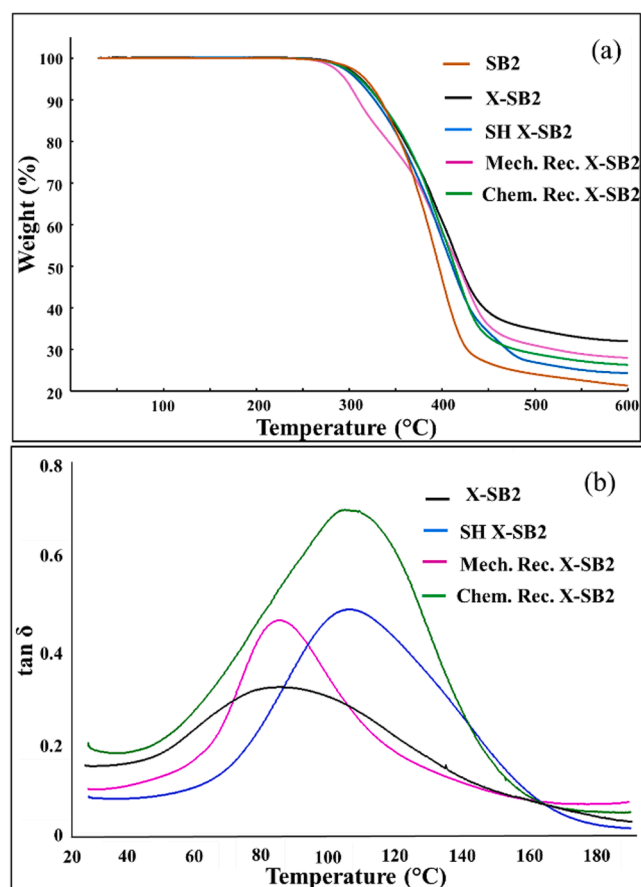 (a)
100
90
80
70
60
50
40
30
20
Weight (%)
SB2
X-SB2
SH X-SB2
Mech. Rec. X-SB2
Chem. Rec. X-SB2
100 200 300 400 500 600
Temperature (°C)
(b)
0.8
0.6
0.4
0.2
0
tan δ
X-SB2
SH X-SB2
Mech. Rec. X-SB2
Chem. Rec. X-SB2
20 40 60 80 100 120 140 160 180
Temperature (°C)